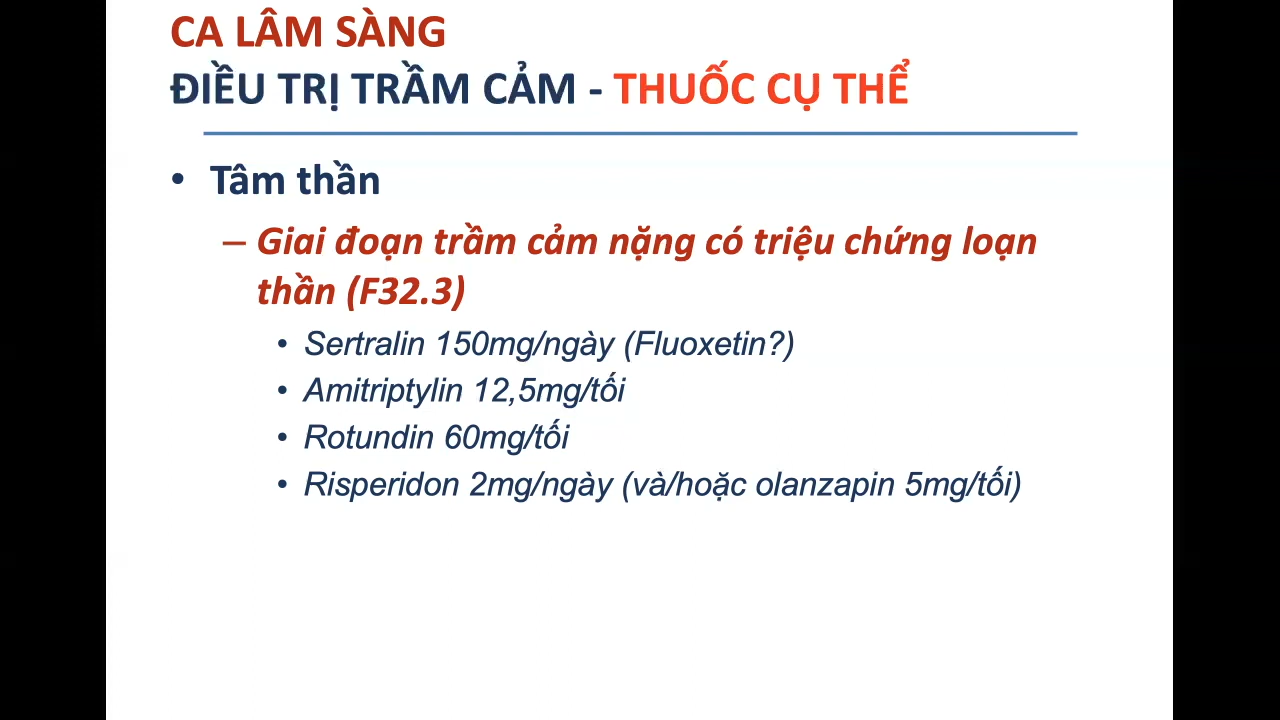 CA LÂM SÀNG
ĐIỀU TRỊ TRẦM CẢM - THUỐC CỤ THỂ
• Tâm thần
– Giai đoạn trầm cảm nặng có triệu chứng loạn
thần (F32.3)
• Sertralin 150mg/ngày (Fluoxetin?)
• Amitriptylin 12,5mg/tối
• Rotundin 60mg/tối
• Risperidon 2mg/ngày (và/hoặc olanzapin 5mg/tối)